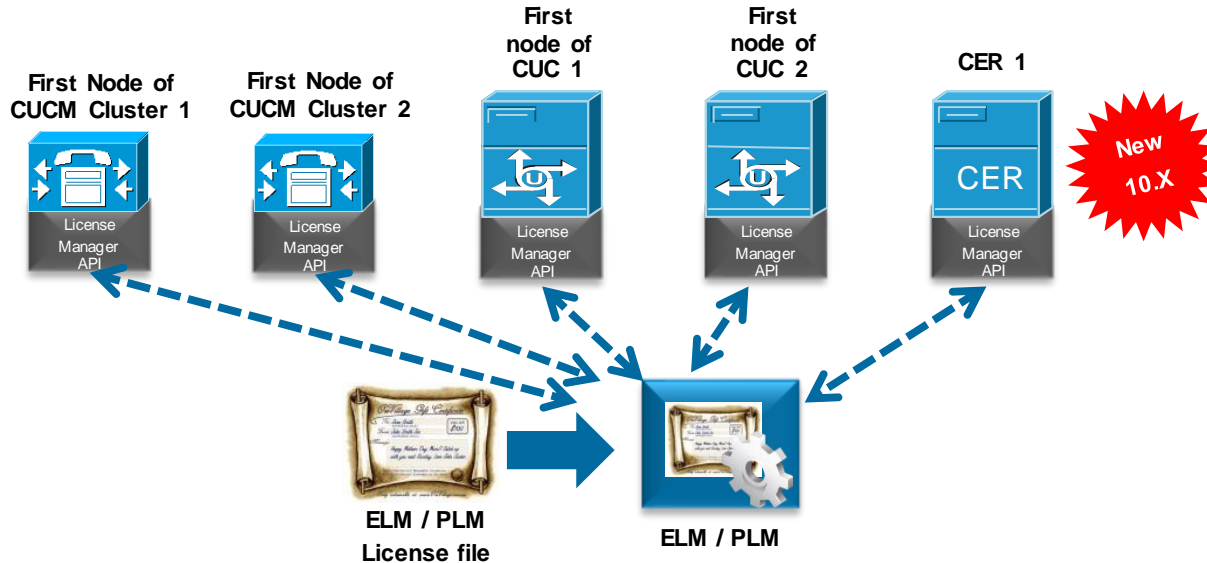 First
node of
CUC 1
First
node of
CUC 2
CER 1
First Node of
CUCM Cluster 1
First Node of
CUCM Cluster 2
New
10.X
U
U
CER
License
Manager
API
License
Manager
API
License
Manager
API
License
Manager
API
License
Manager
API
ELM / PLM
License file
ELM / PLM